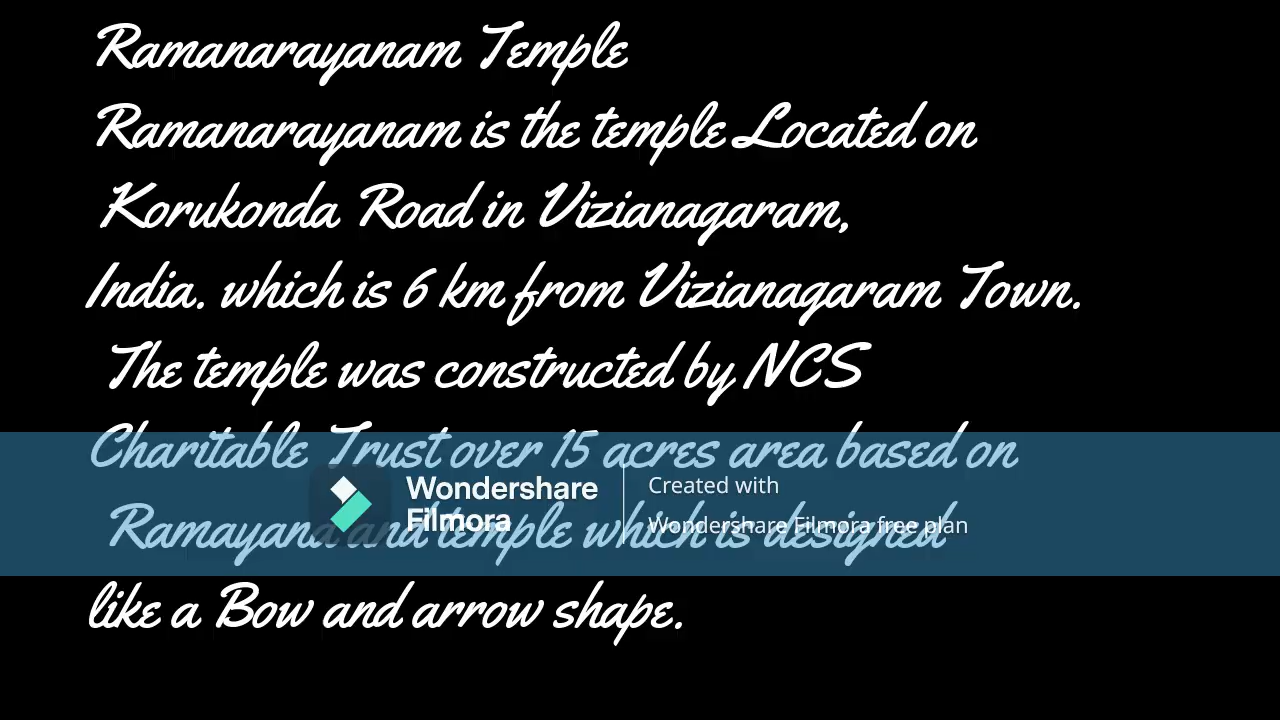 Ramanarayanam Temple
Ramanarayanam is the temple Located on
Korukonda Road in Vizianagaram,
India. which is 6 km from Vizianagaram Town.
The temple was constructed by NCS
Charitable Trust over 15 acres area based on
Ramayana and temple which is designed
like a Bow and arrow shape.
Wondershare
Filmora
Created with
Wondershare Filmora free plan